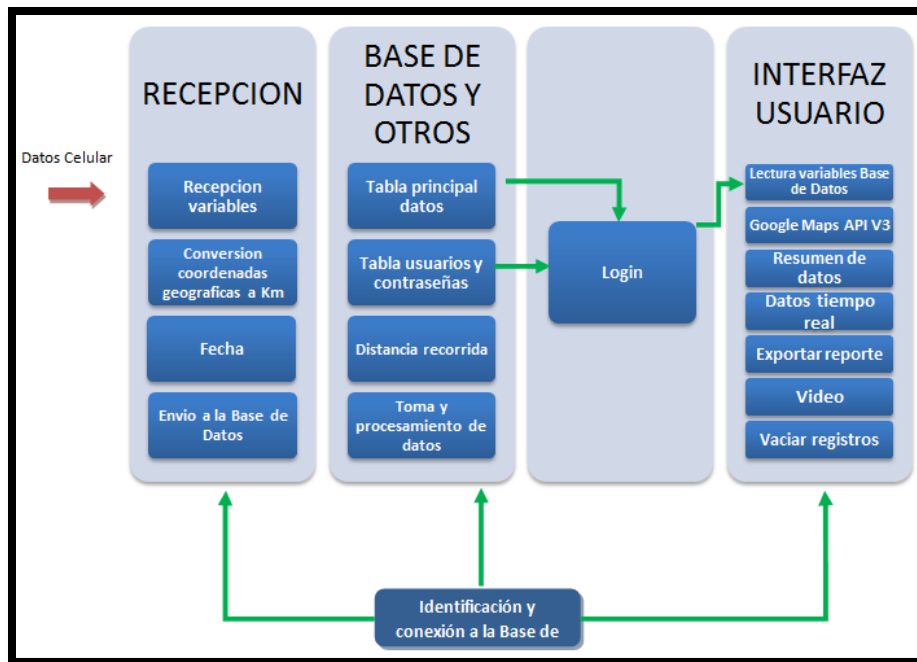 Datos Celular
RECEPCION
Recepcion
variables
Conversion
coordenadas
geograficas a Km
Fecha
Envio a la Base de
Datos
BASE DE
DATOS Y
OTROS
Tabla principal
datos
Tabla usuarios y
contraseñas
Distancia recorrida
Toma y
procesamiento de
datos
Login
INTERFAZ
USUARIO
Lectura variables Base
de Datos
Google Maps API V3
Resumen de
datos
Datos tiempo
real
Exportar reporte
Video
Vaciar registros
Identificación y
conexión a la Base de